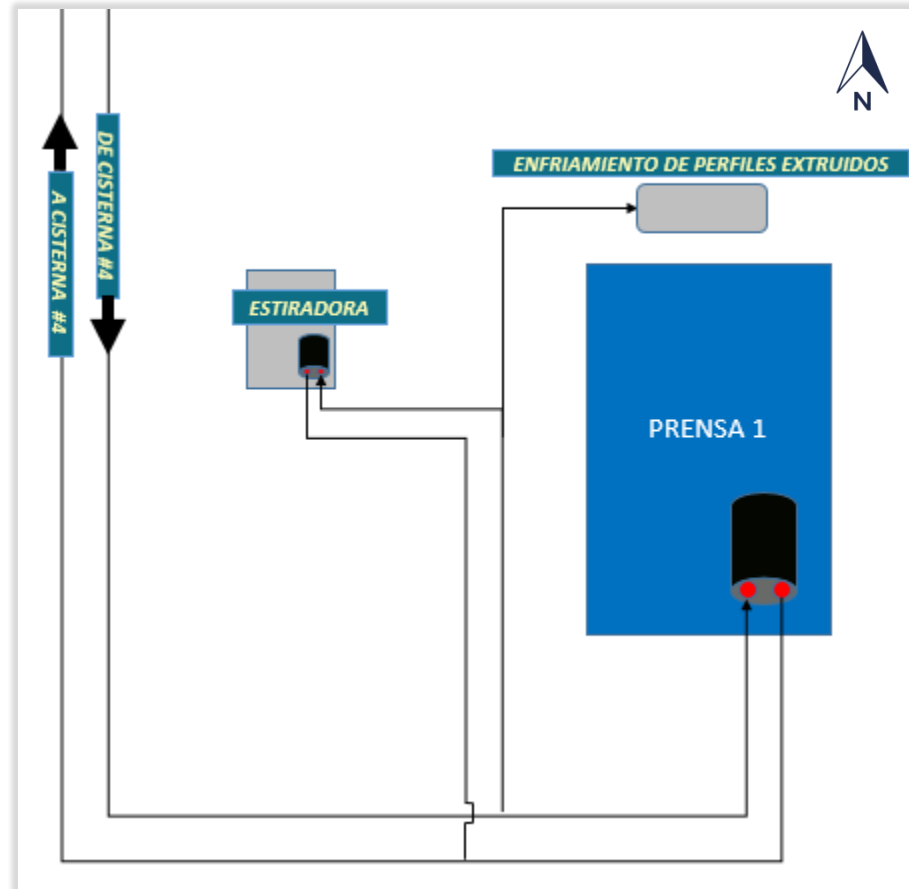 N
ENFRIAMIENTO DE PERFILES EXTRUIDOS
DE CISTERNA #4
A CISTERNA #4
ESTIRADORA
PRENSA 1